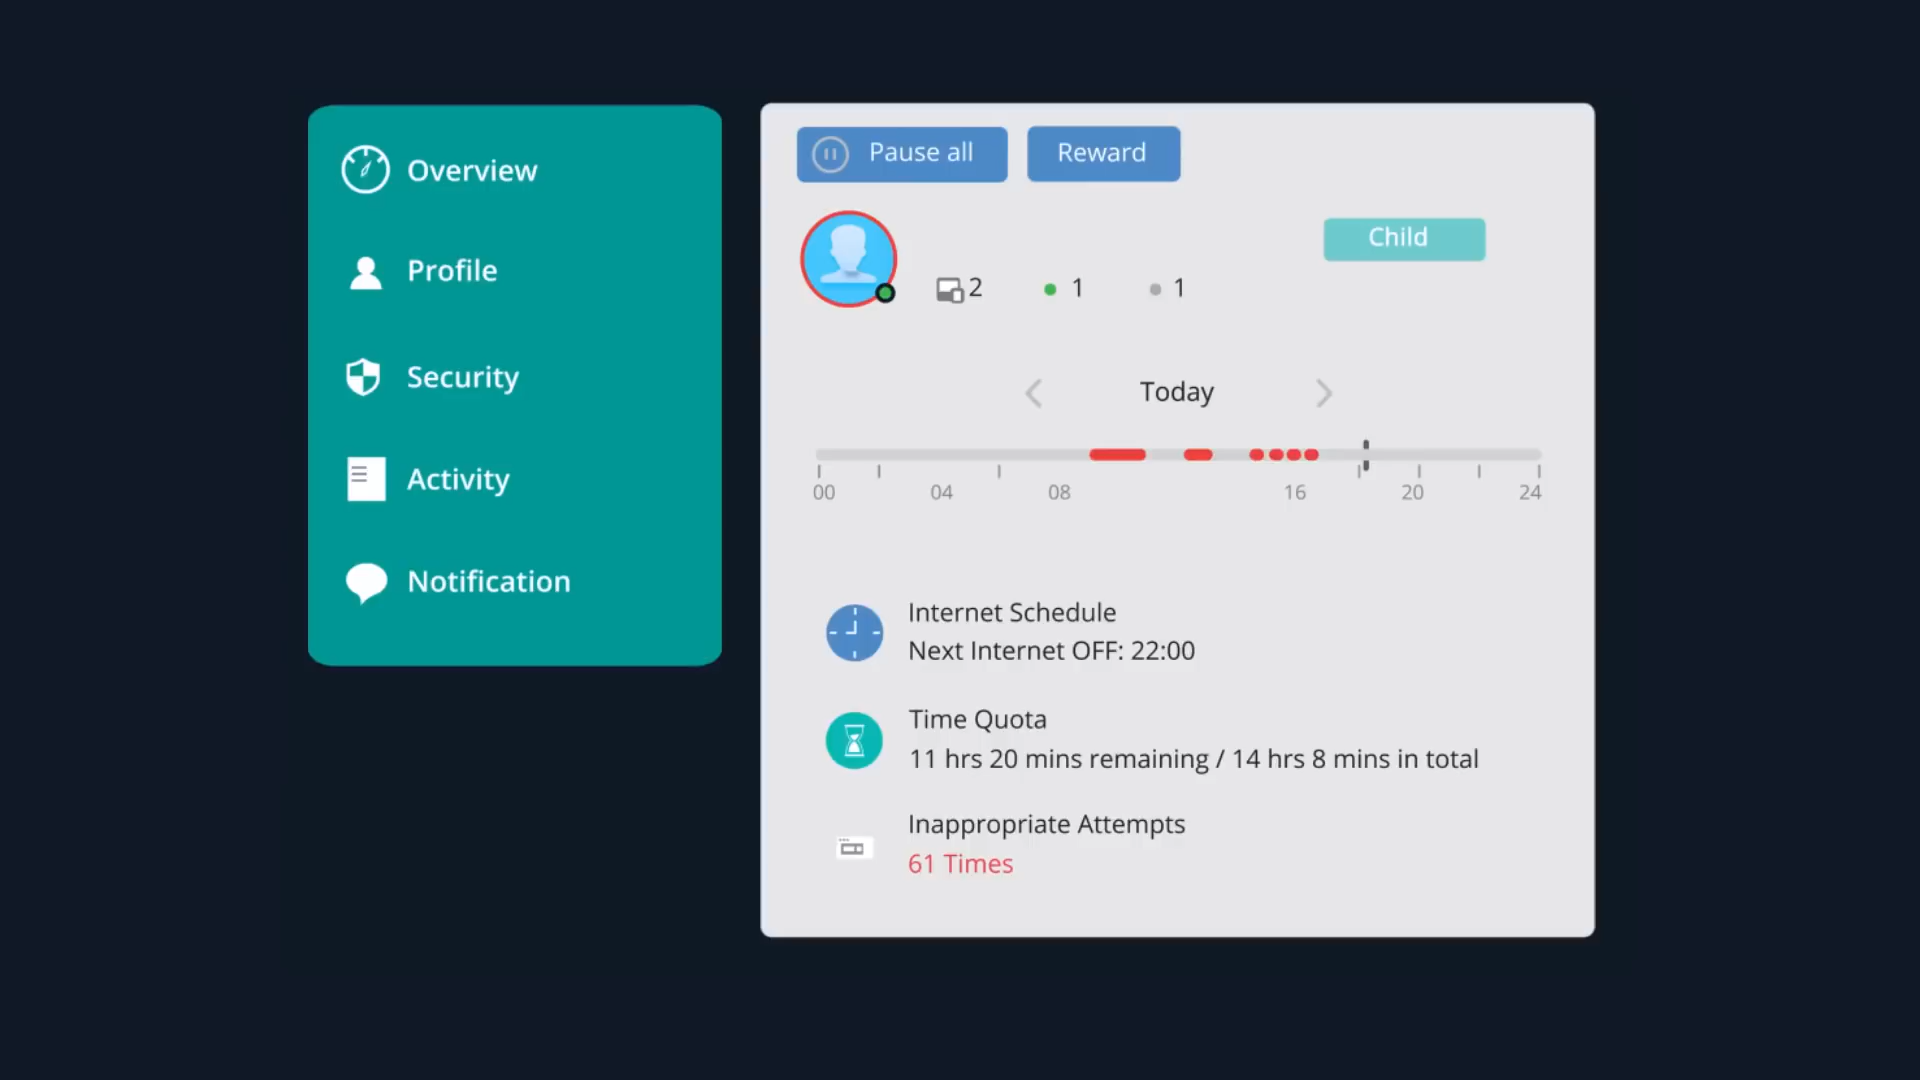 Overview
Profile
Security
Activity
Notification
Pause all
Reward
Child
2
1
1
Today
00 04 08 16 20 24
Internet Schedule
Next Internet OFF: 22:00
Time Quota
11 hrs 20 mins remaining / 14 hrs 8 mins in total
Inappropriate Attempts
61 Times